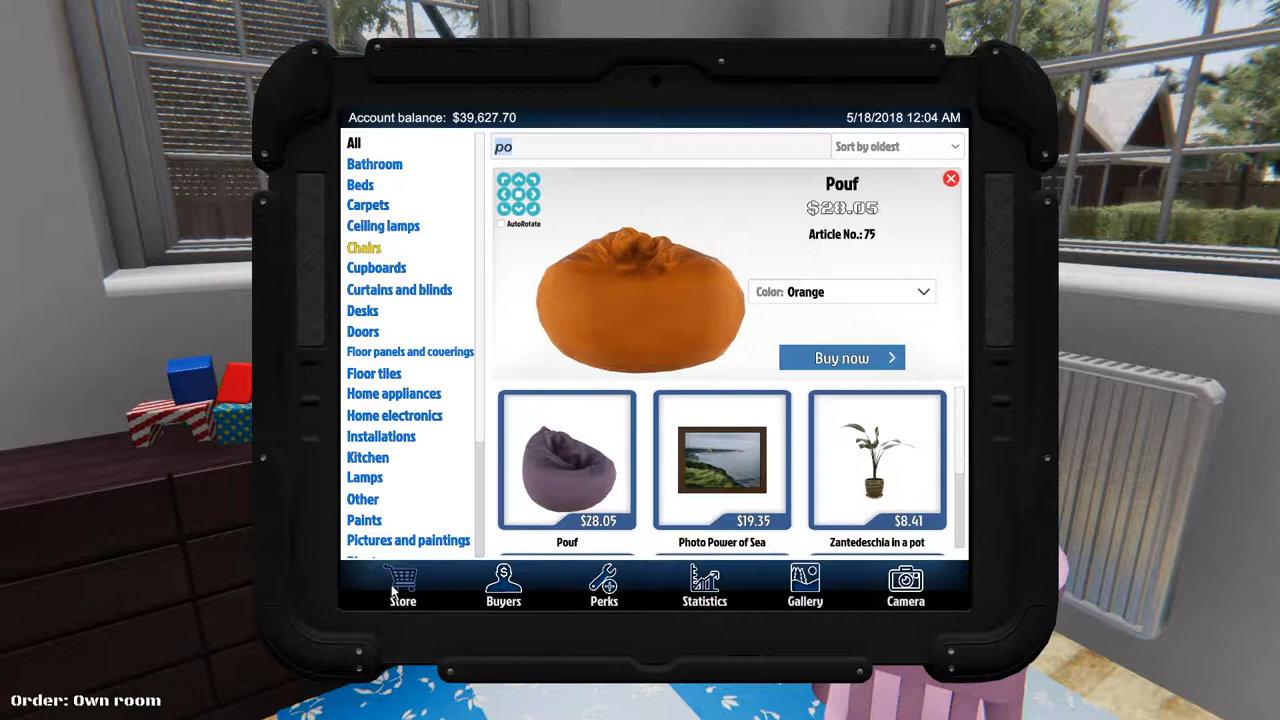 Account balance: $39,627.70
5/18/2018 12:04 AM
All
Bathroom
Beds
Carpets
Ceiling lamps
Chairs
Cupboards
Curtains and blinds
Desks
Doors
Floor panels and coverings
Floor tiles
Home appliances
Home electronics
Installations
Kitchen
Lamps
Other
Paints
Pictures and paintings
po
Sort by oldest
AutoRotate
Pouf
$28.05
Article No.: 75
Color: Orange
Buy now
$28.05
$19.35
$8.41
Pouf
Photo Power of Sea
Zantedeschia in a pot
Store
Buyers
Perks
Statistics
Gallery
Camera
Order: Own room